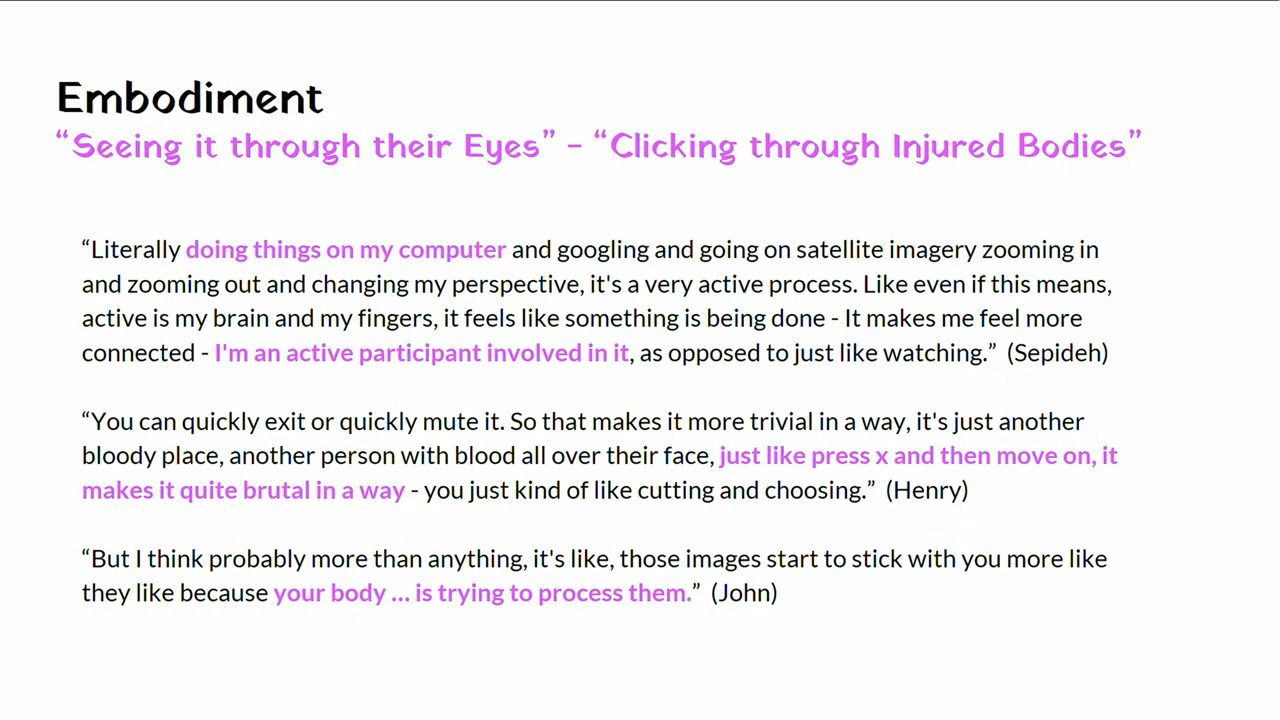 Embodiment
“Seeing it through their Eyes” – “Clicking through Injured Bodies”
“Literally doing things on my computer and googling and going on satellite imagery zooming in
and zooming out and changing my perspective, it's a very active process. Like even if this means,
active is my brain and my fingers, it feels like something is being done - It makes me feel more
connected - I'm an active participant involved in it, as opposed to just like watching.” (Sepideh)
“You can quickly exit or quickly mute it. So that makes it more trivial in a way, it's just another
bloody place, another person with blood all over their face, just like press x and then move on, it
makes it quite brutal in a way - you just kind of like cutting and choosing.” (Henry)
“But I think probably more than anything, it's like, those images start to stick with you more like
they like because your body ... is trying to process them.” (John)